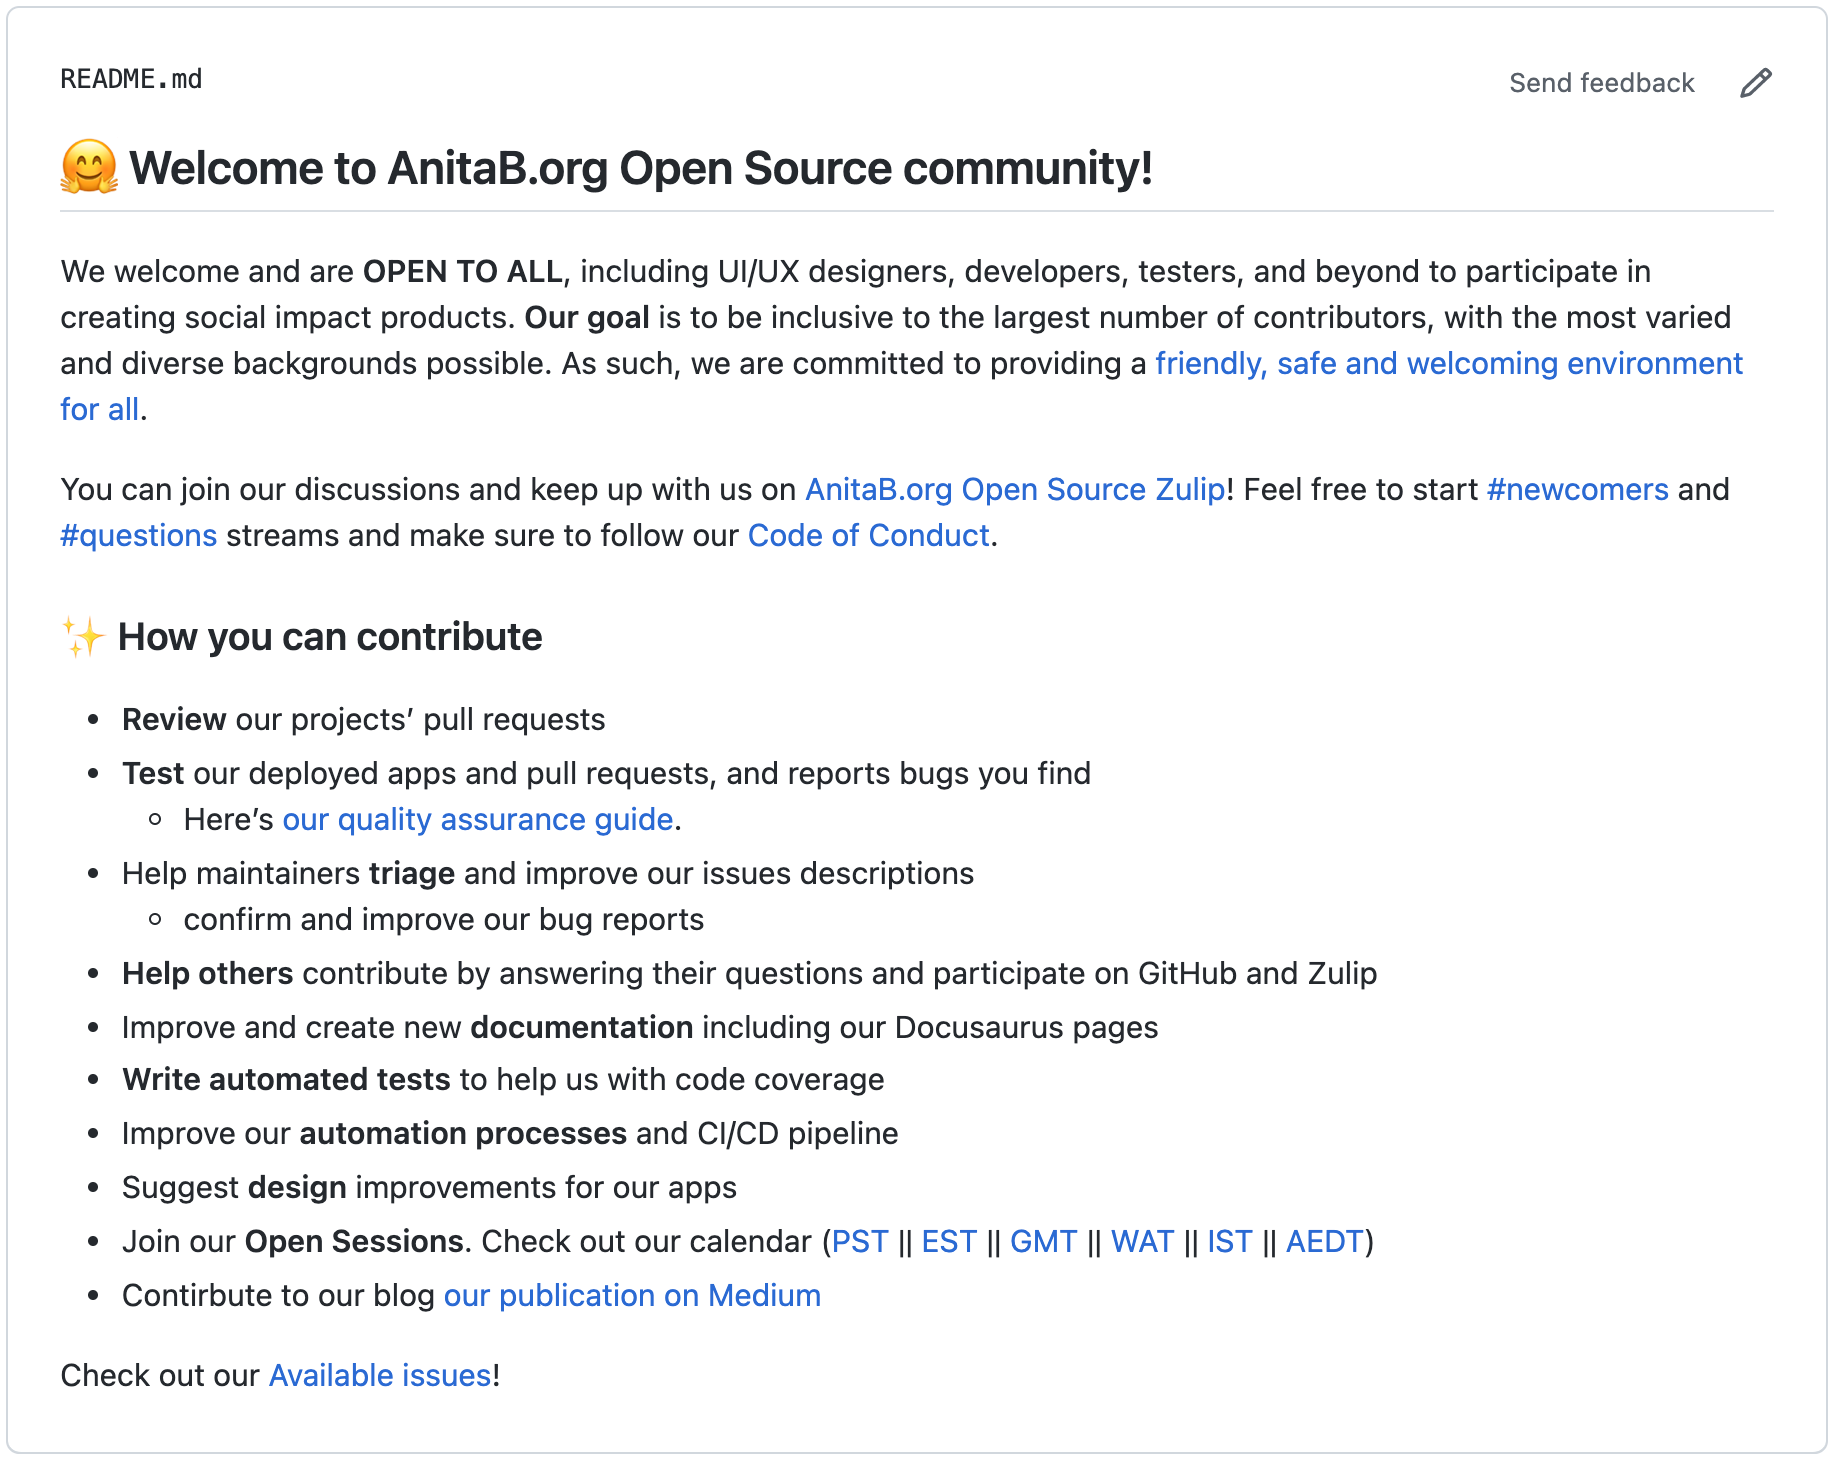 README.md
Send feedback
🤗 Welcome to AnitaB.org Open Source community!
We welcome and are OPEN TO ALL, including UI/UX designers, developers, testers, and beyond to participate in
creating social impact products. Our goal is to be inclusive to the largest number of contributors, with the most varied
and diverse backgrounds possible. As such, we are committed to providing a friendly, safe and welcoming environment
for all.
You can join our discussions and keep up with us on AnitaB.org Open Source Zulip! Feel free to start #newcomers and
#questions streams and make sure to follow our Code of Conduct.
✨ How you can contribute
• Review our projects’ pull requests
• Test our deployed apps and pull requests, and reports bugs you find
◦ Here’s our quality assurance guide.
• Help maintainers triage and improve our issues descriptions
◦ confirm and improve our bug reports
• Help others contribute by answering their questions and participate on GitHub and Zulip
• Improve and create new documentation including our Docusaurus pages
• Write automated tests to help us with code coverage
• Improve our automation processes and CI/CD pipeline
• Suggest design improvements for our apps
• Join our Open Sessions. Check out our calendar (PST || EST || GMT || WAT || IST || AEDT)
• Contirbute to our blog our publication on Medium
Check out our Available issues!